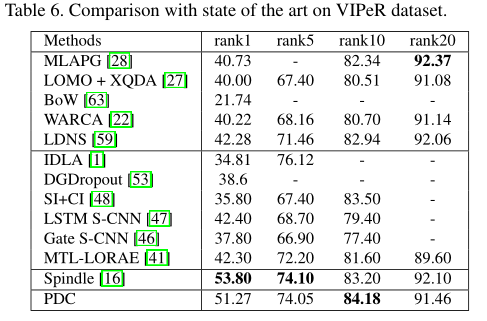 Table 6. Comparison with state of the art on VIPeR dataset.
Methods rank1 rank5 rank10 rank20
MLAPG [28] 40.73 - 82.34 92.37
LOMO + XQDA [27] 40.00 67.40 80.51 91.08
BoW [63] 21.74 - - -
WARCA [22] 40.22 68.16 80.70 91.14
LDNS [59] 42.28 71.46 82.94 92.06
IDLA [1] 34.81 76.12 - -
DGDropout [53] 38.6 - - -
SI+CI [48] 35.80 67.40 83.50 -
LSTM S-CNN [47] 42.40 68.70 79.40 -
Gate S-CNN [46] 37.80 66.90 77.40 -
MTL-LORAE [41] 42.30 72.20 81.60 89.60
Spindle [16] 53.80 74.10 83.20 92.10
PDC 51.27 74.05 84.18 91.46